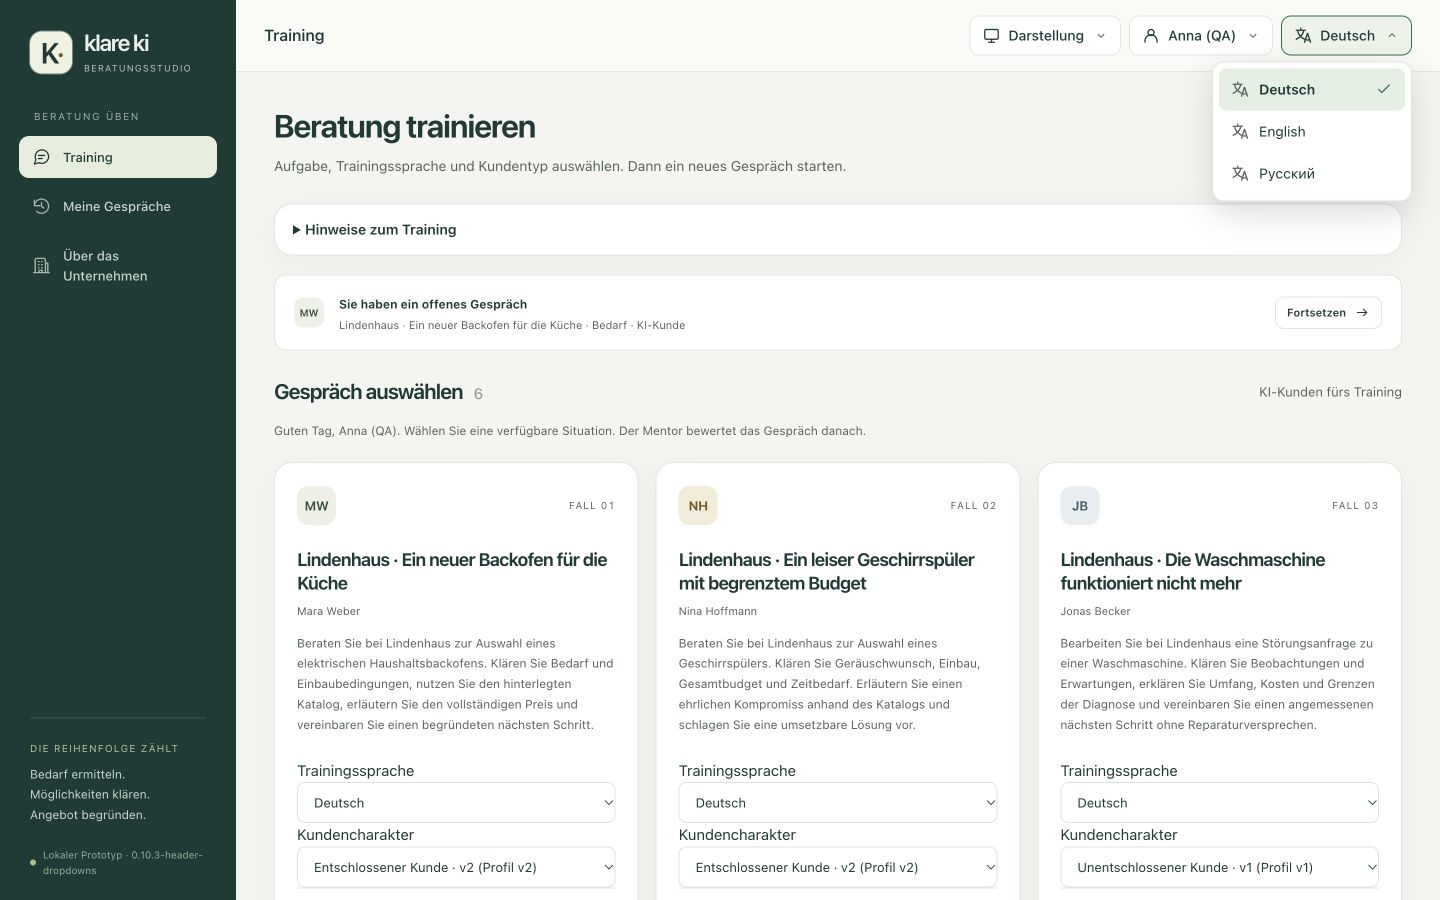 K.
klare ki
BERATUNGSSTUDIO
BERATUNG ÜBEN
Training
Meine Gespräche
Über das
Unternehmen
DIE REIHENFOLGE ZÄHLT
Bedarf ermitteln.
Möglichkeiten klären.
Angebot begründen.
Lokaler Prototyp · 0.10.3-header-
dropdowns
Training
Darstellung
Anna (QA)
Deutsch
Deutsch
English
Русский
Beratung trainieren
Aufgabe, Trainingssprache und Kundentyp auswählen. Dann ein neues Gespräch starten.
Hinweise zum Training
MW
Sie haben ein offenes Gespräch
Lindenhaus · Ein neuer Backofen für die Küche · Bedarf · KI-Kunde
Fortsetzen
Gespräch auswählen 6
KI-Kunden fürs Training
Guten Tag, Anna (QA). Wählen Sie eine verfügbare Situation. Der Mentor bewertet das Gespräch danach.
MW
FALL 01
Lindenhaus · Ein neuer Backofen für die
Küche
Mara Weber
Beraten Sie bei Lindenhaus zur Auswahl eines
elektrischen Haushaltsbackofens. Klären Sie Bedarf und
Einbaubedingungen, nutzen Sie den hinterlegten
Katalog, erläutern Sie den vollständigen Preis und
vereinbaren Sie einen begründeten nächsten Schritt.
Trainingssprache
Deutsch
Kundencharakter
Entschlossener Kunde · v2 (Profil v2)
NH
FALL 02
Lindenhaus · Ein leiser Geschirrspüler
mit begrenztem Budget
Nina Hoffmann
Beraten Sie bei Lindenhaus zur Auswahl eines
Geschirrspülers. Klären Sie Geräuschwunsch, Einbau,
Gesamtbudget und Zeitbedarf. Erläutern Sie einen
ehrlichen Kompromiss anhand des Katalogs und
schlagen Sie eine umsetzbare Lösung vor.
Trainingssprache
Deutsch
Kundencharakter
Entschlossener Kunde · v2 (Profil v2)
JB
FALL 03
Lindenhaus · Die Waschmaschine
funktioniert nicht mehr
Jonas Becker
Bearbeiten Sie bei Lindenhaus eine Störungsanfrage zu
einer Waschmaschine. Klären Sie Beobachtungen und
Erwartungen, erklären Sie Umfang, Kosten und Grenzen
der Diagnose und vereinbaren Sie einen angemessenen
nächsten Schritt ohne Reparaturversprechen.
Trainingssprache
Deutsch
Kundencharakter
Unentschlossener Kunde · v1 (Profil v1)